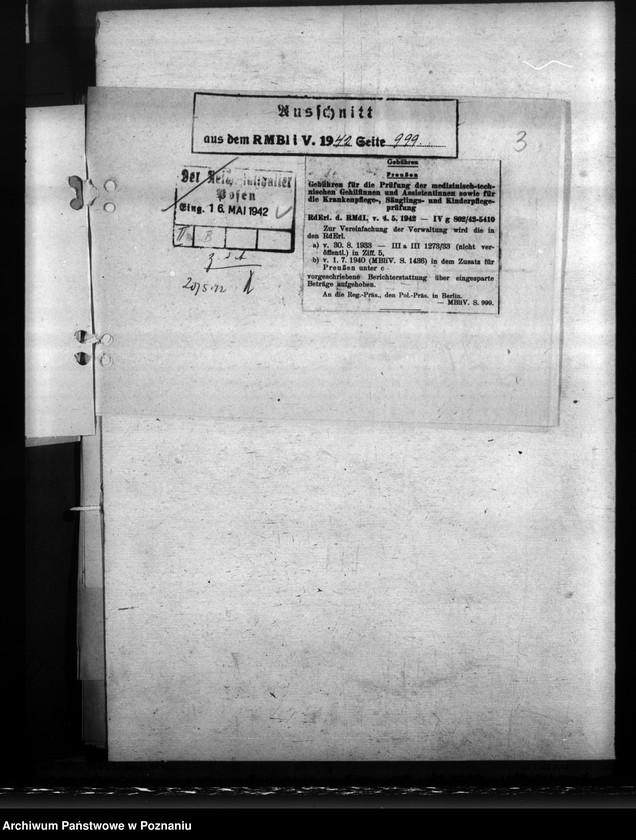 Ausschnitt
aus dem RMBliV. 1942 Seite 999.
3
Der Reichsstatthalter
Posen
Eing. 16. MAI 1942
II
Gebühren
Preußen
Gebühren für die Prüfung der medizinisch-tech-
nischen Gehilfinnen und Assistentinnen sowie für
die Krankenpflege-, Säuglings- und Kinderpflege-
prüfung
RdErl. d. RMdI. v. 4. 5. 1942 — IV g 802/42-5410
Zur Vereinfachung der Verwaltung wird die in
den RdErl.
a) v. 30. 8. 1933 — III a III 1273/33 (nicht ver-
öffentl.) in Ziff. 5,
b) v. 1. 7. 1940 (MBliV. S. 1436) in dem Zusatz für
Preußen unter c
vorgeschriebene Berichterstattung über eingesparte
Beträge aufgehoben.
An die Reg.-Präs., den Pol.-Präs. in Berlin.
— MBliV. S. 999.
Archiwum Państwowe w Poznaniu